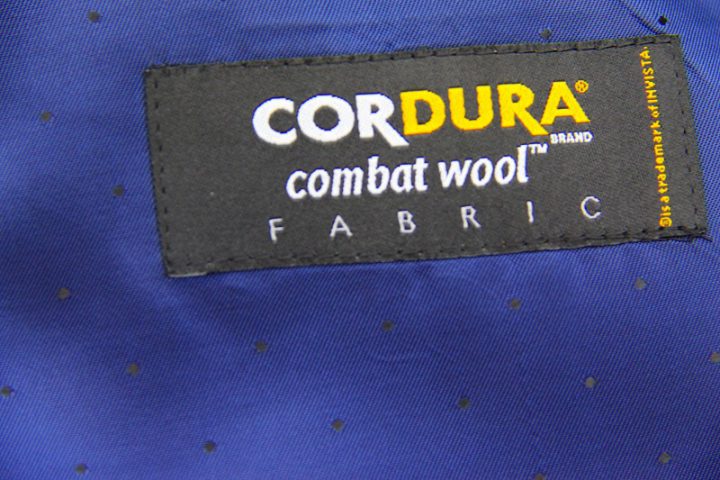 CORDURA®
BRAND
combat wool™
FABRIC
® is a trademark of INVISTA.